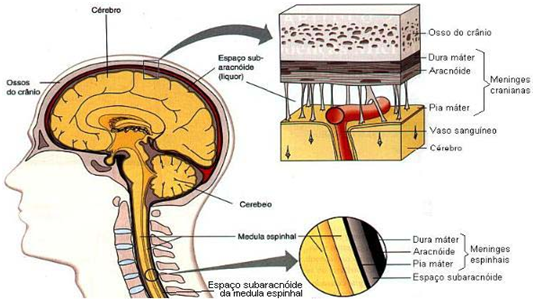 Cérebro
Ossos
do crânio
Espaço sub-
aracnóide
(liquor)
Cerebelo
Medula espinhal
Espaço subaracnóide
da medula espinhal
Osso do crânio
Dura máter
Aracnóide
Meninges
cranianas
Pia máter
Vaso sanguíneo
Cérebro
Dura máter
Aracnóide
Meninges
espinhais
Pia máter
Espaço subaracnóide